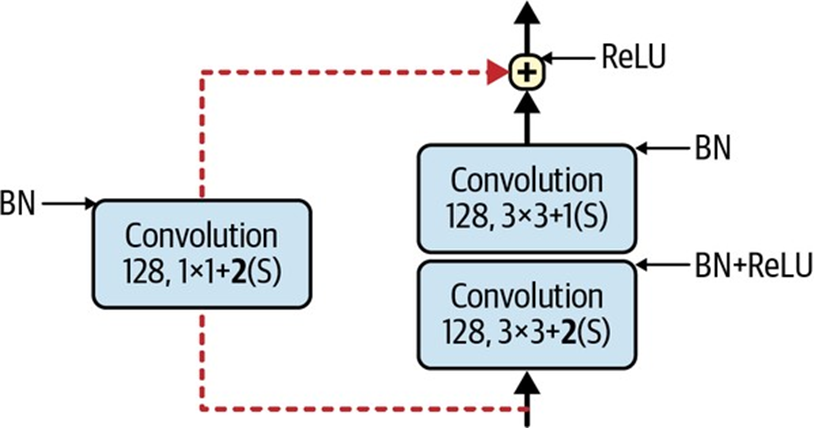 ReLU
BN
Convolution
128, 3×3+1(S)
BN
Convolution
128, 1×1+2(S)
BN+ReLU
Convolution
128, 3×3+2(S)